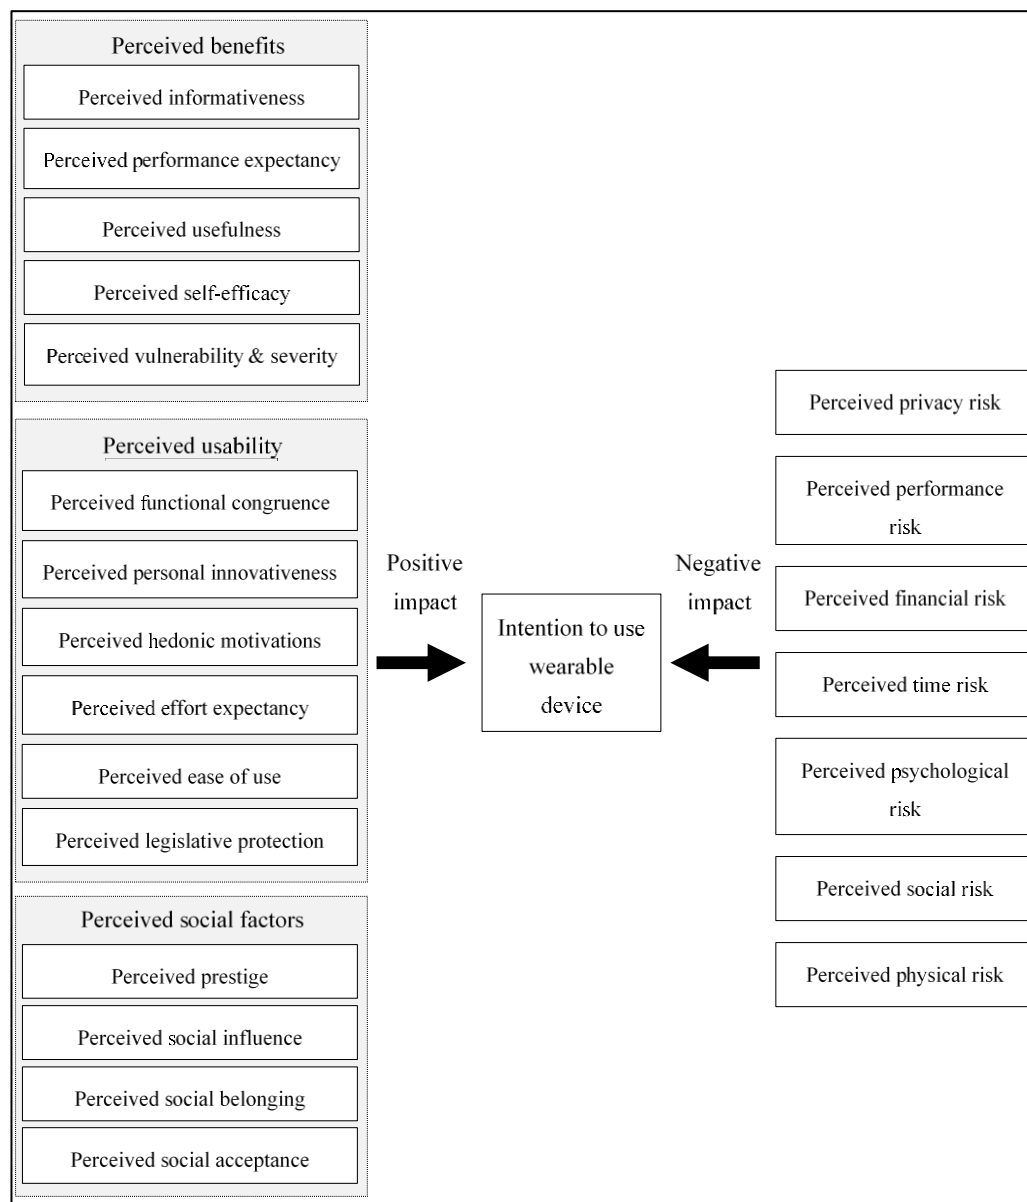 Perceived benefits
Perceived informativeness
Perceived performance expectancy
Perceived usefulness
Perceived self-efficacy
Perceived vulnerability & severity
Perceived usability
Perceived functional congruence
Perceived personal innovativeness
Perceived hedonic motivations
Perceived effort expectancy
Perceived ease of use
Perceived legislative protection
Perceived social factors
Perceived prestige
Perceived social influence
Perceived social belonging
Perceived social acceptance
Positive
impact
Intention to use
wearable
device
Negative
impact
Perceived privacy risk
Perceived performance
risk
Perceived financial risk
Perceived time risk
Perceived psychological
risk
Perceived social risk
Perceived physical risk